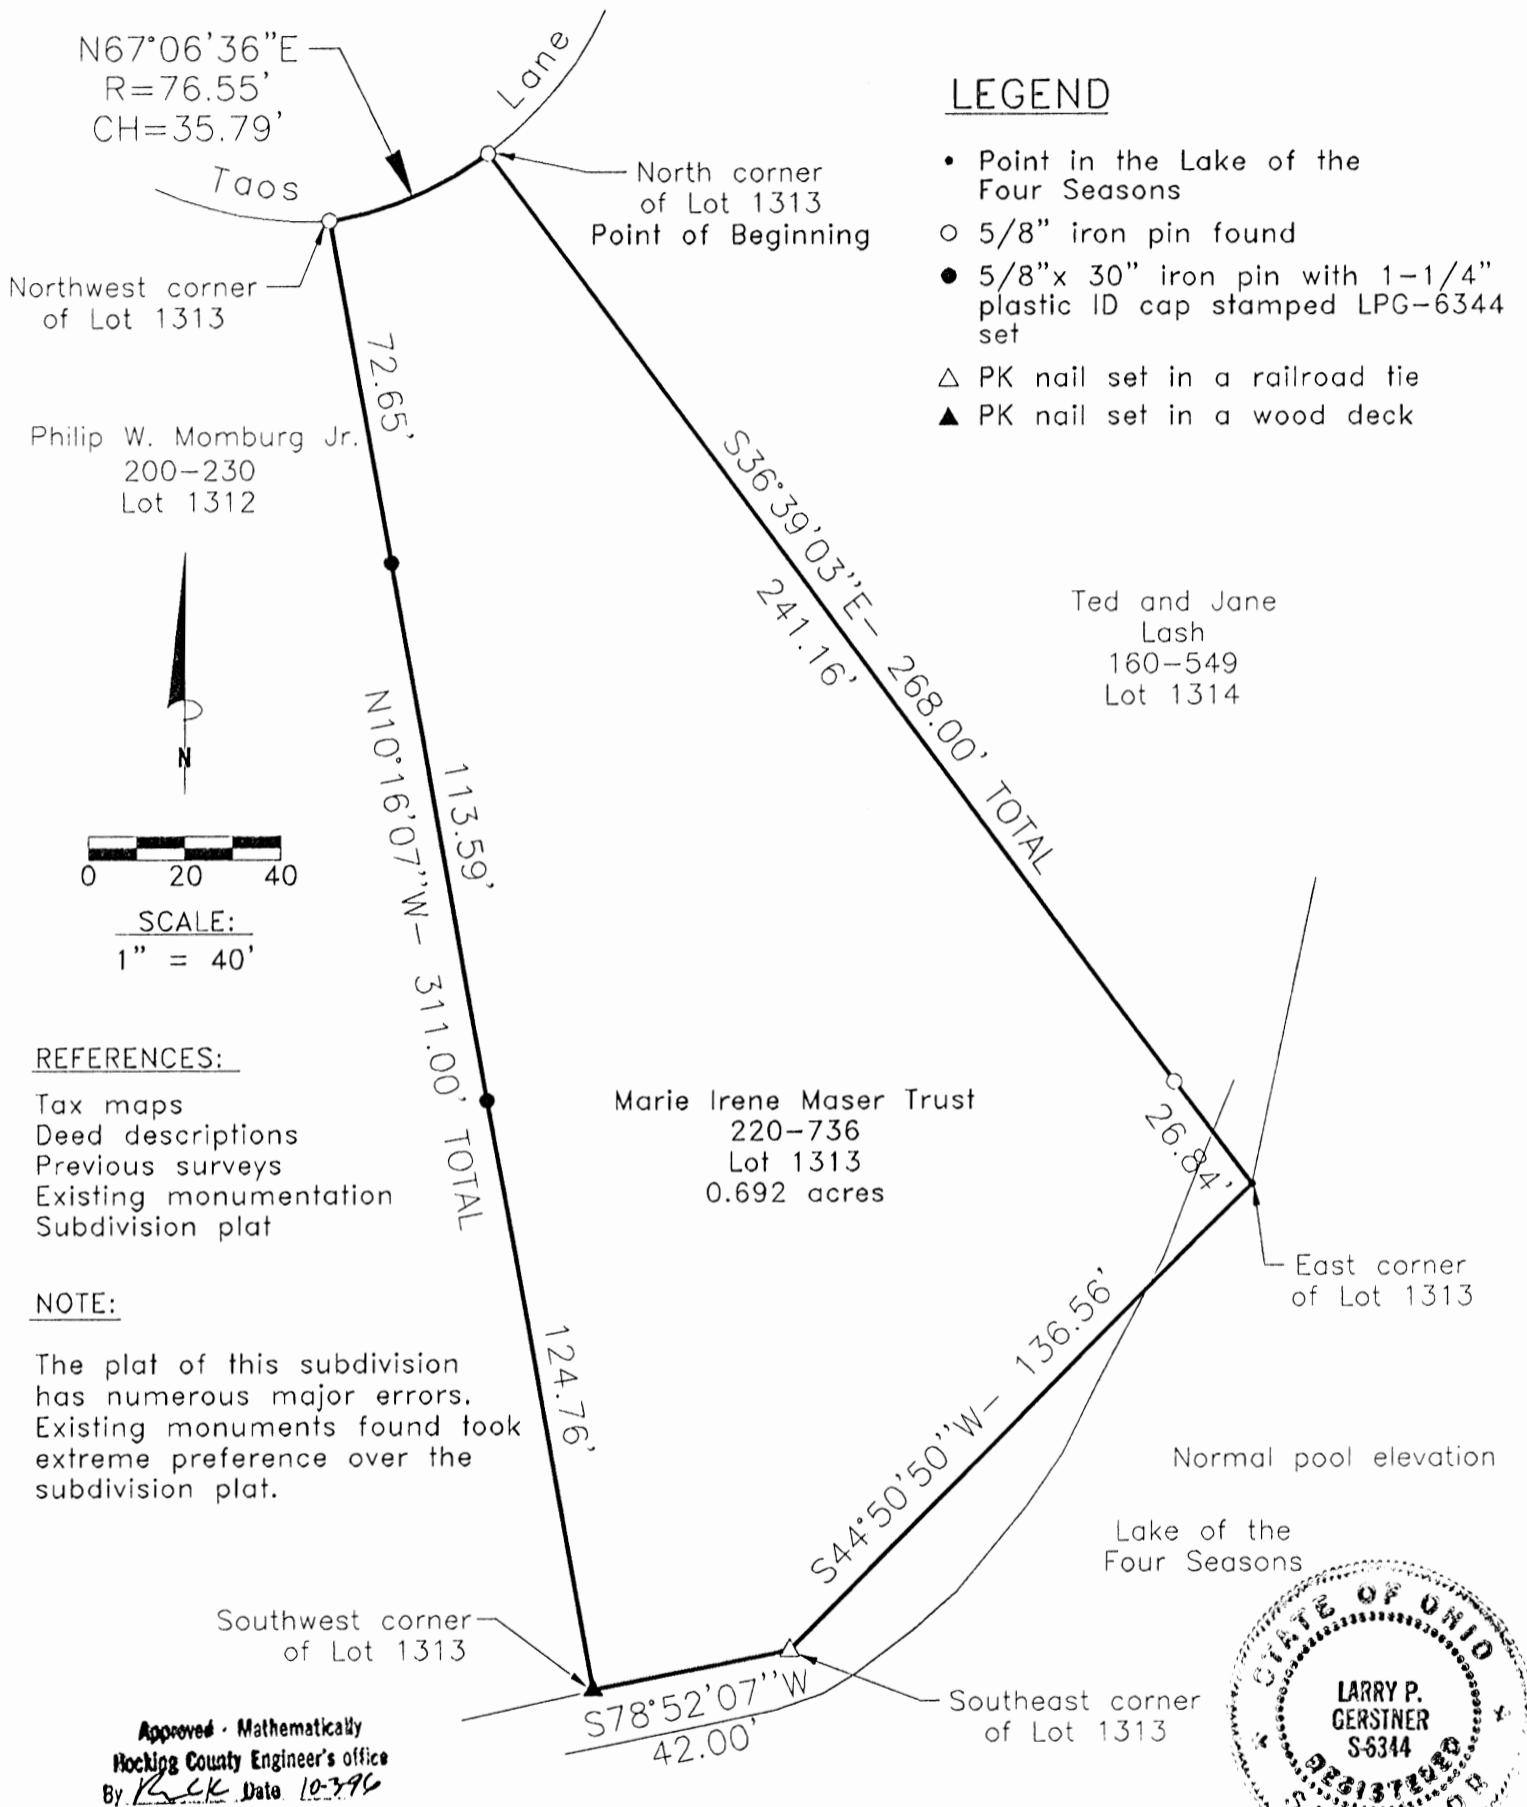 N67°06'36"E
R=76.55'
CH=35.79'
Taos Lane
North corner
of Lot 1313
Point of Beginning
Northwest corner
of Lot 1313
LEGEND
Point in the Lake of the
Four Seasons
5/8" iron pin found
5/8"x 30" iron pin with 1-1/4"
plastic ID cap stamped LPG-6344
set
PK nail set in a railroad tie
PK nail set in a wood deck
72.65'
Philip W. Momburg Jr.
200-230
Lot 1312
S36°39'03"E- 268.00' TOTAL
241.16'
Ted and Jane
Lash
160-549
Lot 1314
N
0 20 40
SCALE:
1" = 40'
N10°16'07"W- 311.00' TOTAL
113.59'
REFERENCES:
Tax maps
Deed descriptions
Previous surveys
Existing monumentation
Subdivision plat
Marie Irene Maser Trust
220-736
Lot 1313
0.692 acres
26.84'
East corner
of Lot 1313
NOTE:
The plat of this subdivision
has numerous major errors.
Existing monuments found took
extreme preference over the
subdivision plat.
124.76'
S44°50'50"W- 136.56'
Normal pool elevation
Lake of the
Four Seasons
Southwest corner
of Lot 1313
S78°52'07"W
42.00'
Southeast corner
of Lot 1313
Approved - Mathematically
Hocking County Engineer's office
By Date 10-3-96
STATE OF OHIO
LARRY P.
GERSTNER
S-6344
REGISTERED